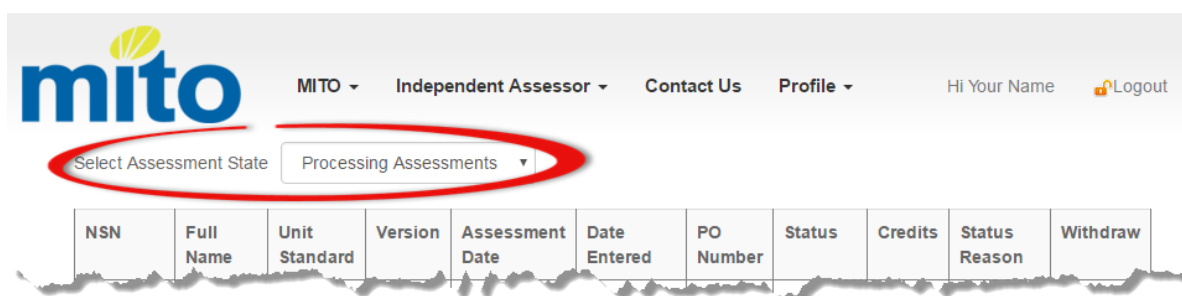 mito
MITO Independent Assessor Contact Us Profile Hi Your Name Logout
Select Assessment State Processing Assessments
NSN Full Name Unit Standard Version Assessment Date Date Entered PO Number Status Credits Status Reason Withdraw